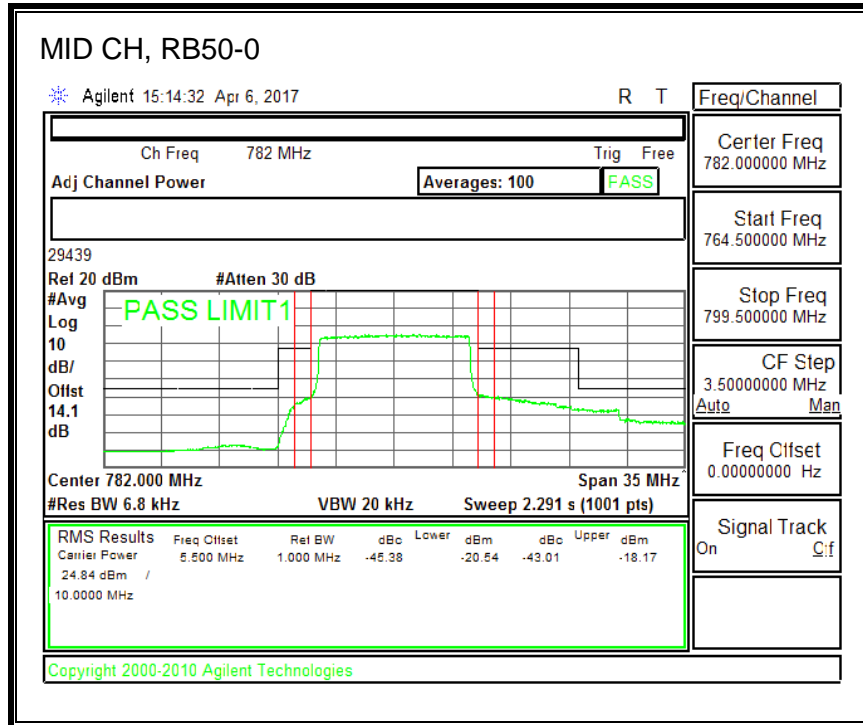 MID CH, RB50-0
Agilent 15:14:32 Apr 6, 2017 R T
Freq/Channel
Ch Freq 782 MHz Trig Free
Adj Channel Power Averages: 100 PASS
29439
Ref 20 dBm #Atten 30 dB
#Avg
Log
10
dB/
Offst
14.1
dB
PASS LIMIT1
Center 782.000 MHz Span 35 MHz
#Res BW 6.8 kHz VBW 20 kHz Sweep 2.291 s (1001 pts)
RMS Results Freq Offset Ref BW dBc Lower dBm dBc Upper dBm
Carrier Power 5.500 MHz 1.000 MHz -45.38 -20.54 -43.01 -18.17
24.84 dBm /
10.0000 MHz
Copyright 2000-2010 Agilent Technologies
Center Freq
782.000000 MHz
Start Freq
764.500000 MHz
Stop Freq
799.500000 MHz
CF Step
3.50000000 MHz
Auto Man
Freq Offset
0.00000000 Hz
Signal Track
On Off